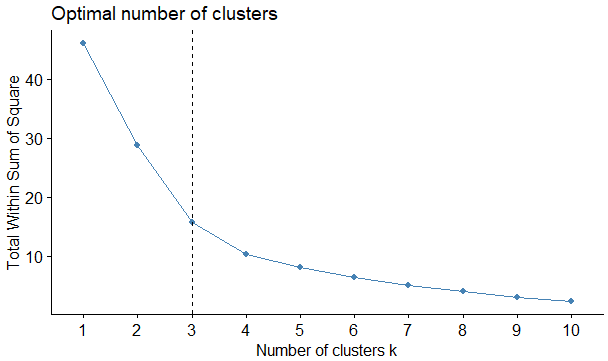 Optimal number of clusters
Total Within Sum of Square
40
30
20
10
1 2 3 4 5 6 7 8 9 10
Number of clusters k